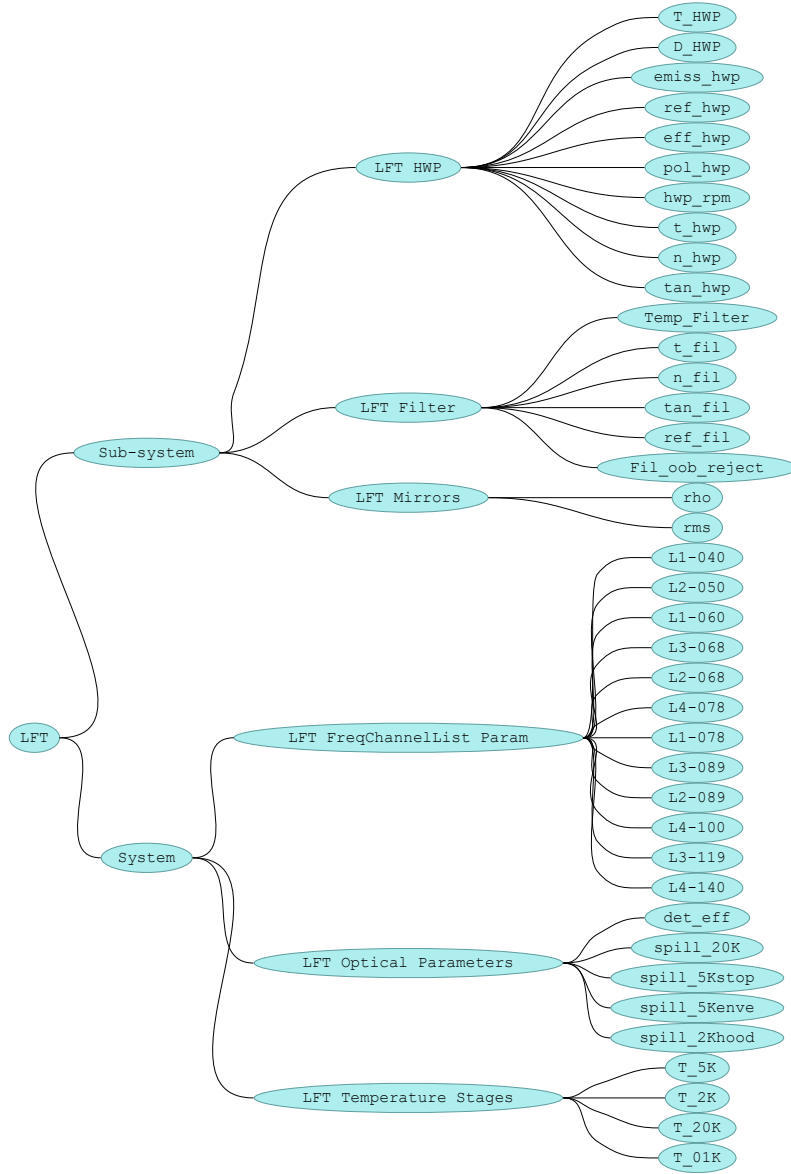 T_HWP
D_HWP
emiss_hwp
ref_hwp
eff_hwp
LFT HWP
pol_hwp
hwp_rpm
t_hwp
n_hwp
tan_hwp
Temp_Filter
t_fil
n_fil
LFT Filter
tan_fil
ref_fil
Sub-system
Fil_oob_reject
LFT Mirrors
rho
rms
L1-040
L2-050
L1-060
L3-068
L2-068
L4-078
LFT
LFT FreqChannelList Param
L1-078
L3-089
L2-089
L4-100
System
L3-119
L4-140
det_eff
spill_20K
LFT Optical Parameters
spill_5Kstop
spill_5Kenve
spill_2Khood
T_5K
LFT Temperature Stages
T_2K
T_20K
T_01K